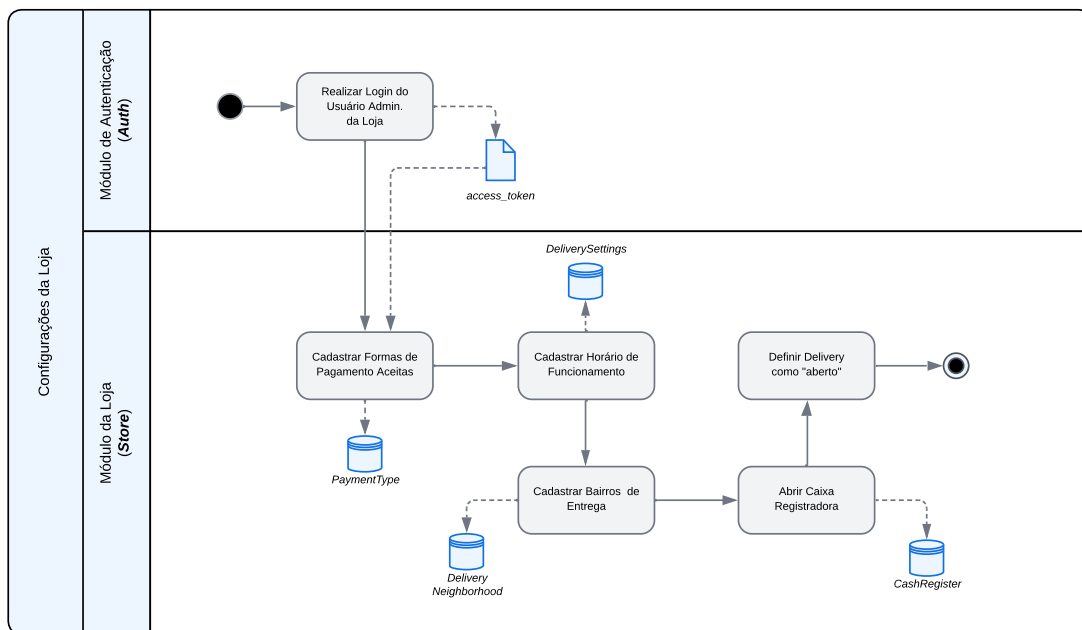 Configurações da Loja
Módulo de Autenticação
(Auth)
Realizar Login do
Usuário Admin.
da Loja
access_token
Módulo da Loja
(Store)
DeliverySettings
Cadastrar Formas de
Pagamento Aceitas
Cadastrar Horário de
Funcionamento
Definir Delivery
como "aberto"
PaymentType
Cadastrar Bairros de
Entrega
Abrir Caixa
Registradora
Delivery
Neighborhood
CashRegister